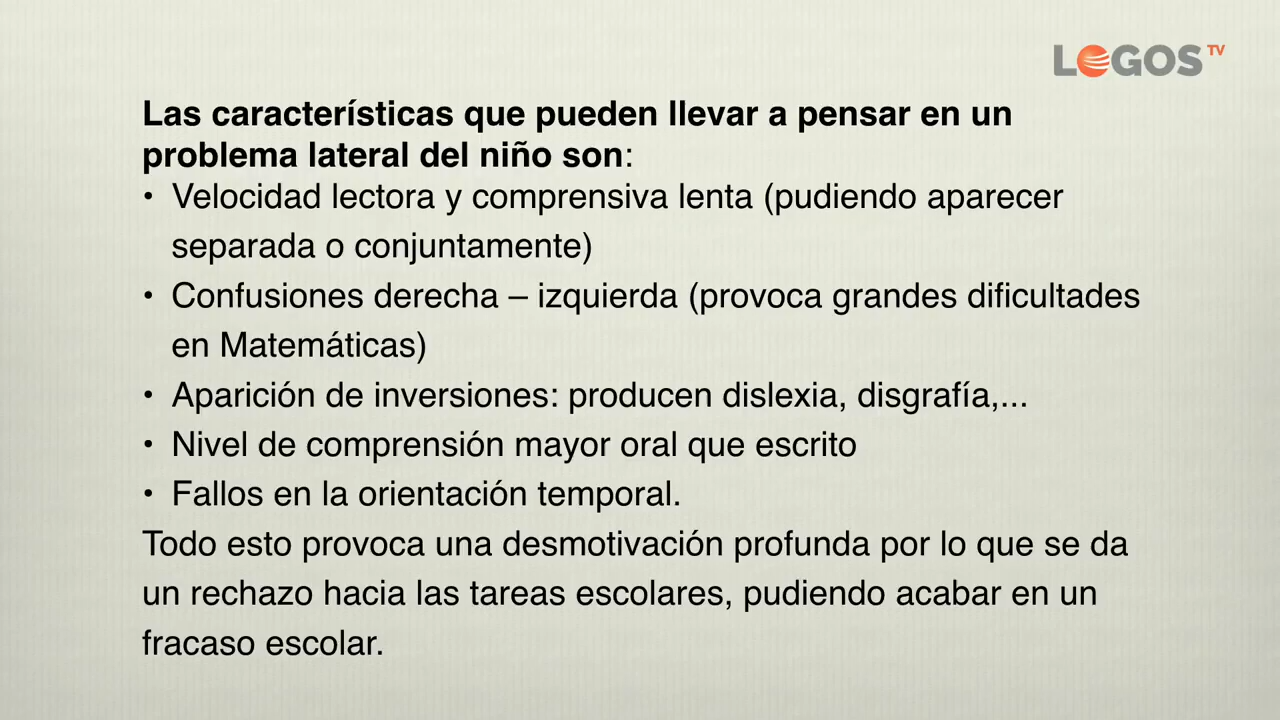 LOGOS TV
Las características que pueden llevar a pensar en un
problema lateral del niño son:
• Velocidad lectora y comprensiva lenta (pudiendo aparecer
separada o conjuntamente)
• Confusiones derecha – izquierda (provoca grandes dificultades
en Matemáticas)
• Aparición de inversiones: producen dislexia, disgrafía,...
• Nivel de comprensión mayor oral que escrito
• Fallos en la orientación temporal.
Todo esto provoca una desmotivación profunda por lo que se da
un rechazo hacia las tareas escolares, pudiendo acabar en un
fracaso escolar.